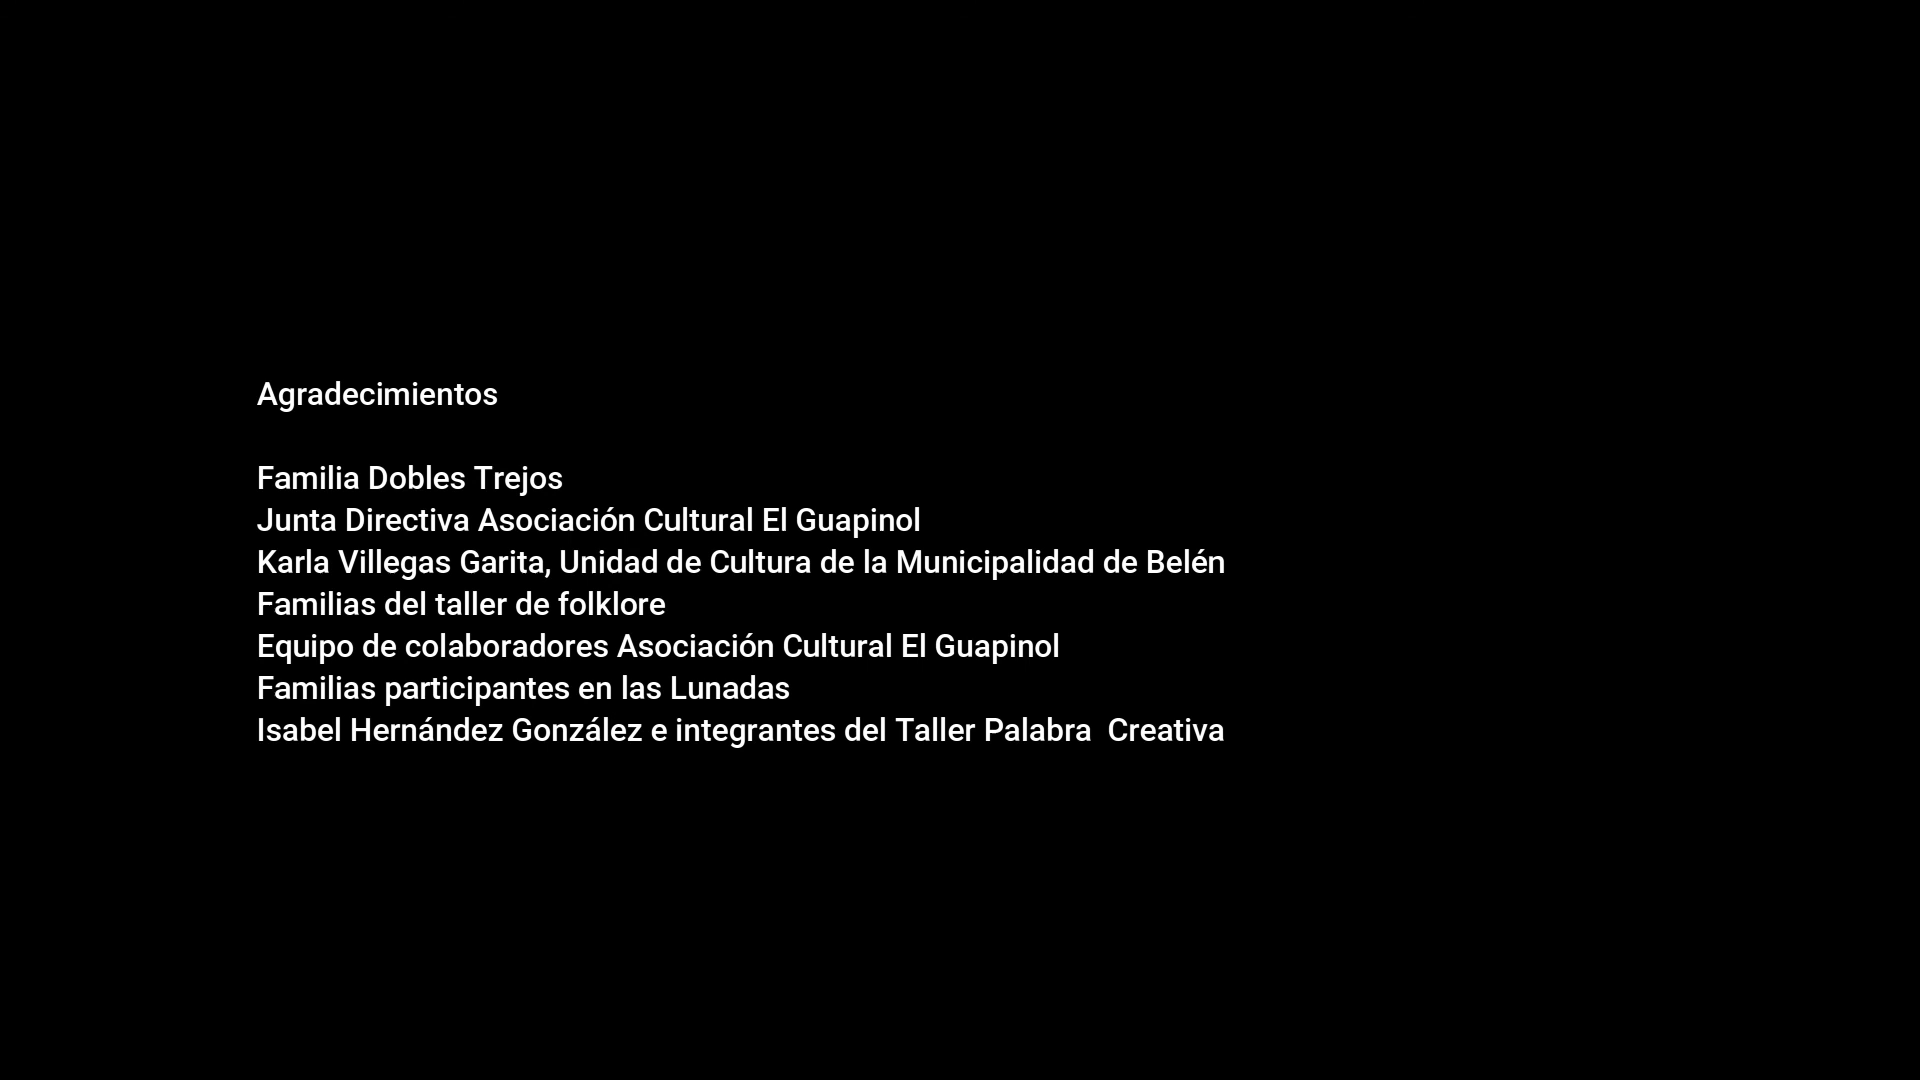 Agradecimientos
Familia Dobles Trejos
Junta Directiva Asociación Cultural El Guapinol
Karla Villegas Garita, Unidad de Cultura de la Municipalidad de Belén
Familias del taller de folklore
Equipo de colaboradores Asociación Cultural El Guapinol
Familias participantes en las Lunadas
Isabel Hernández González e integrantes del Taller Palabra  Creativa